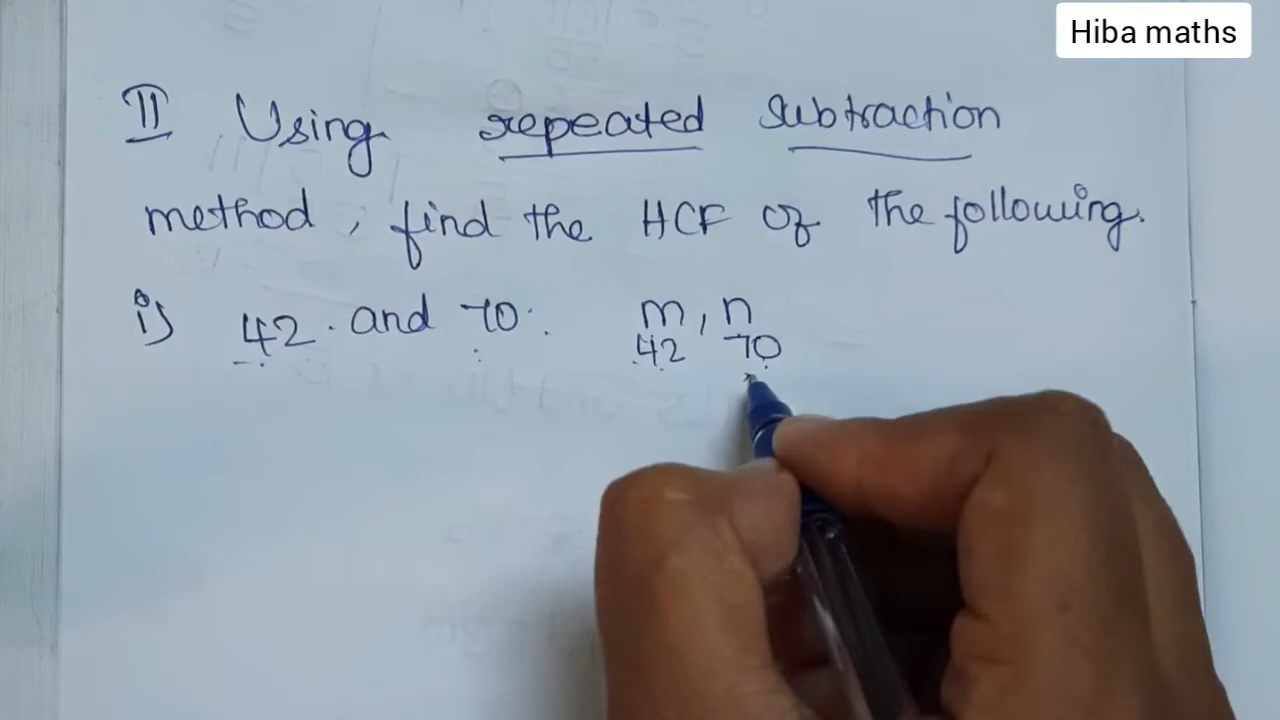 Hiba maths
II Using repeated subtraction
method, find the HCF of the following.
i) 42 and 70. m, n
42 70